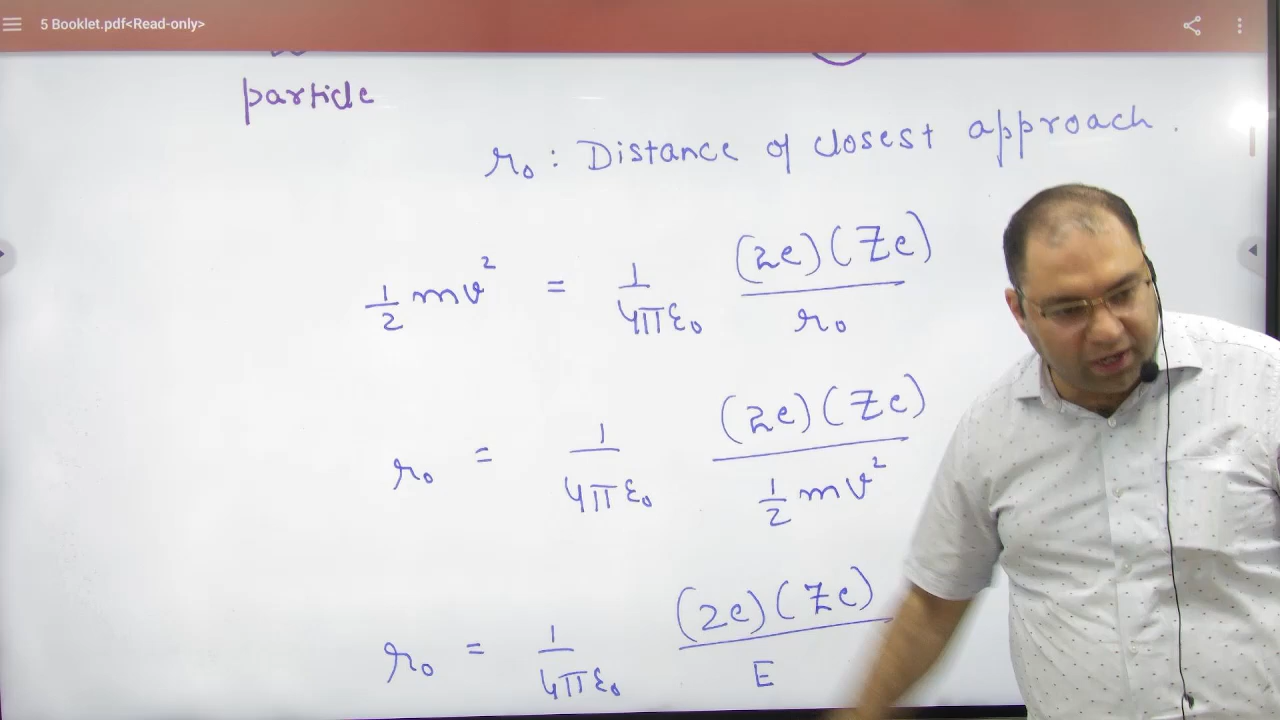 5 Booklet.pdf<Read-only>
particle
r₀ : Distance of closest approach.
1/2 mv² = 1/4πε₀ (2e)(Ze)/r₀
r₀ = 1/4πε₀ (2e)(Ze)/1/2 mv²
r₀ = 1/4πε₀ (2e)(Ze)/E